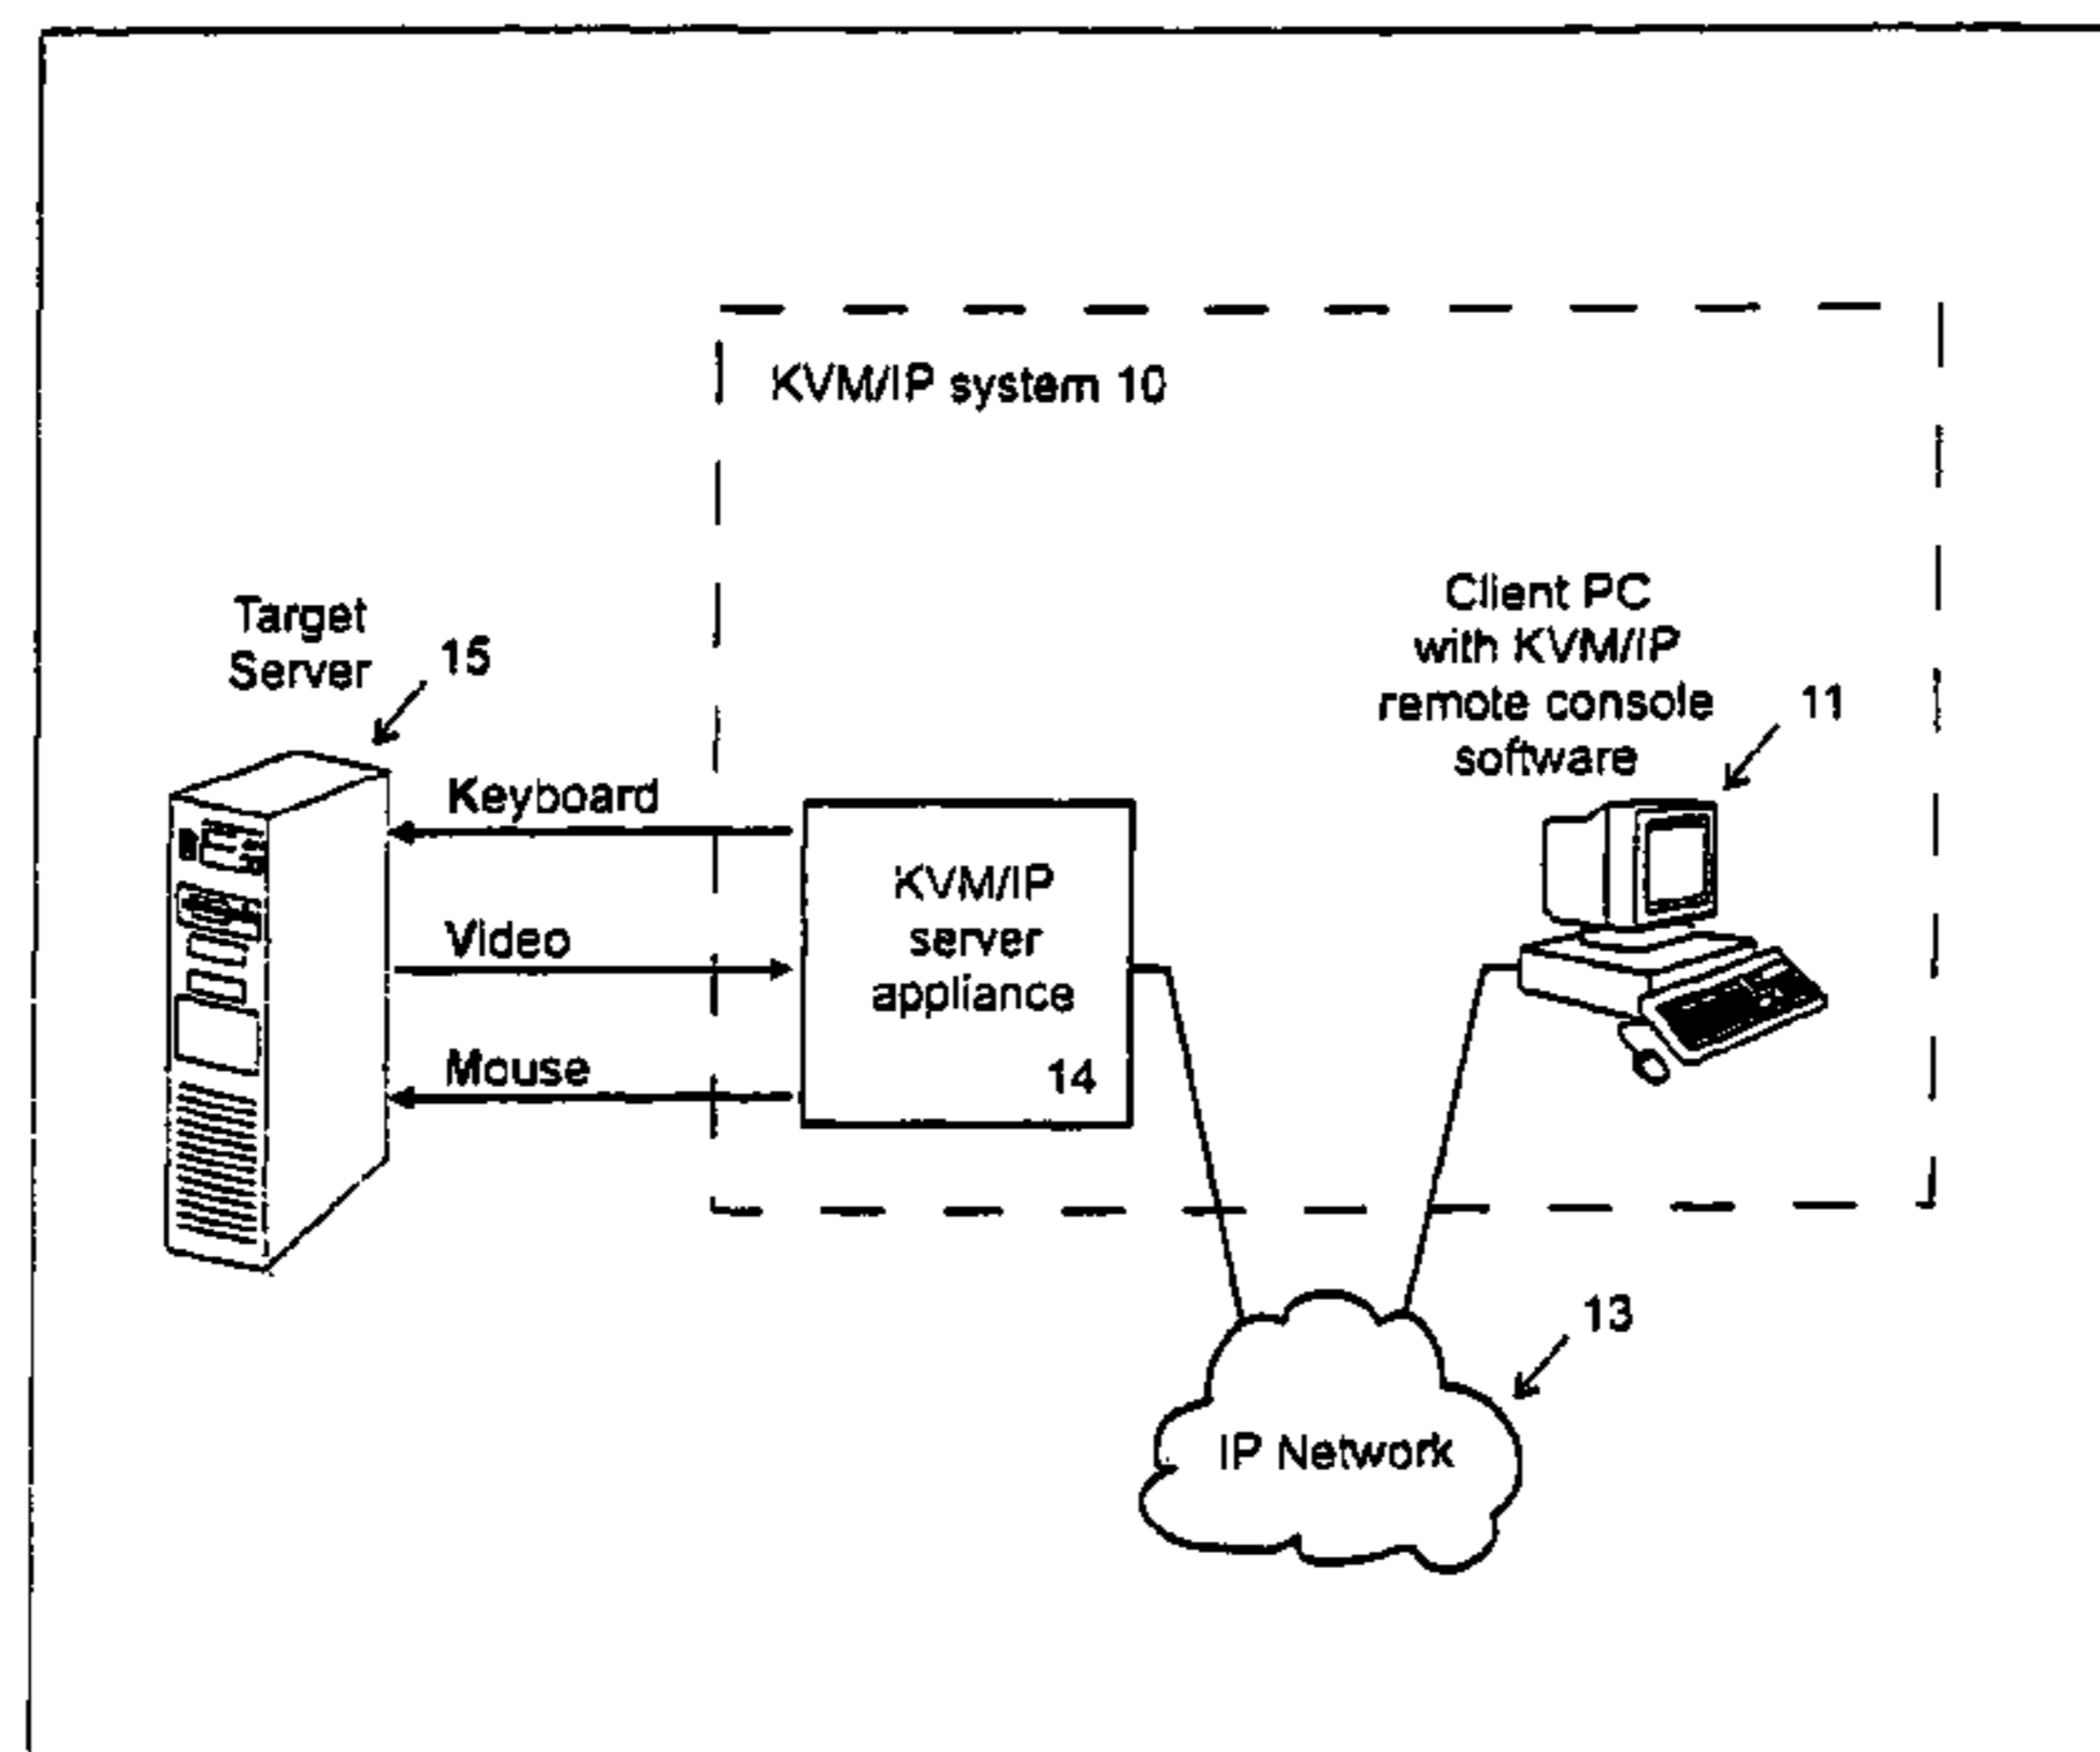 KVM/IP system 10
Target
Server
15
Client PC
with KVM/IP
remote console
software
11
Keyboard
Video
Mouse
KVM/IP
server
appliance
14
13
IP Network